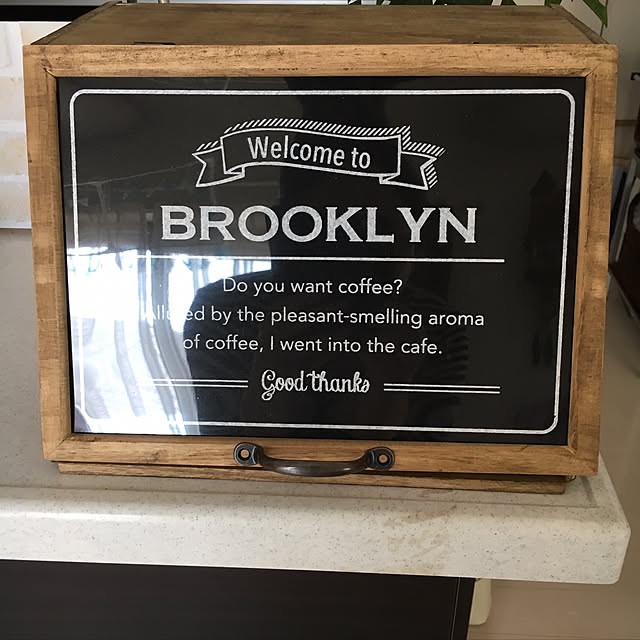 Welcome to
BROOKLYN
Do you want coffee?
Allured by the pleasant-smelling aroma
of coffee, I went into the cafe.
Good thanks